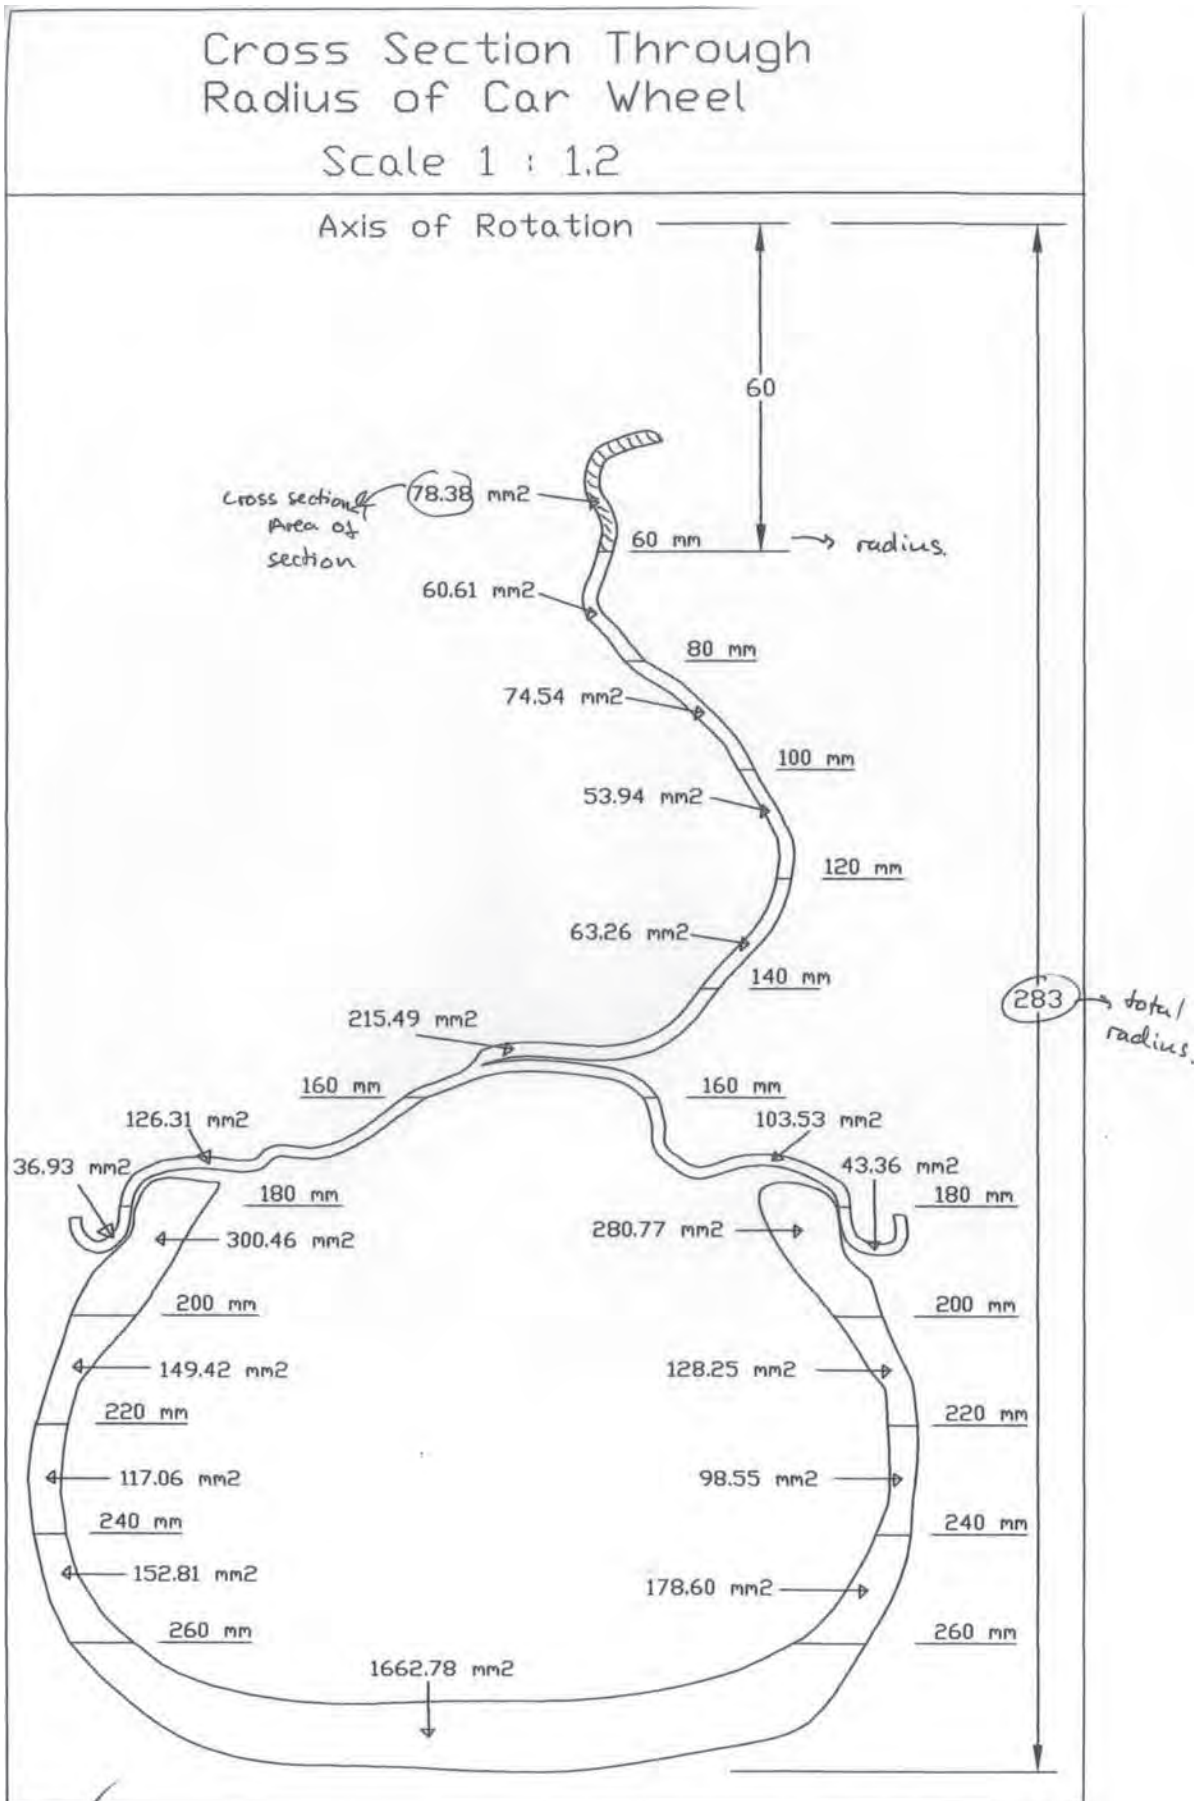 Cross Section Through
Radius of Car Wheel
Scale 1 : 1.2
Axis of Rotation
60
cross sectional
Area of
section
78.38 mm2
60 mm
radius.
60.61 mm2
80 mm
74.54 mm2
100 mm
53.94 mm2
120 mm
63.26 mm2
140 mm
283
total
radius.
215.49 mm2
160 mm
160 mm
126.31 mm2
103.53 mm2
36.93 mm2
43.36 mm2
180 mm
180 mm
300.46 mm2
280.77 mm2
200 mm
200 mm
149.42 mm2
128.25 mm2
220 mm
220 mm
117.06 mm2
98.55 mm2
240 mm
240 mm
152.81 mm2
178.60 mm2
260 mm
260 mm
1662.78 mm2